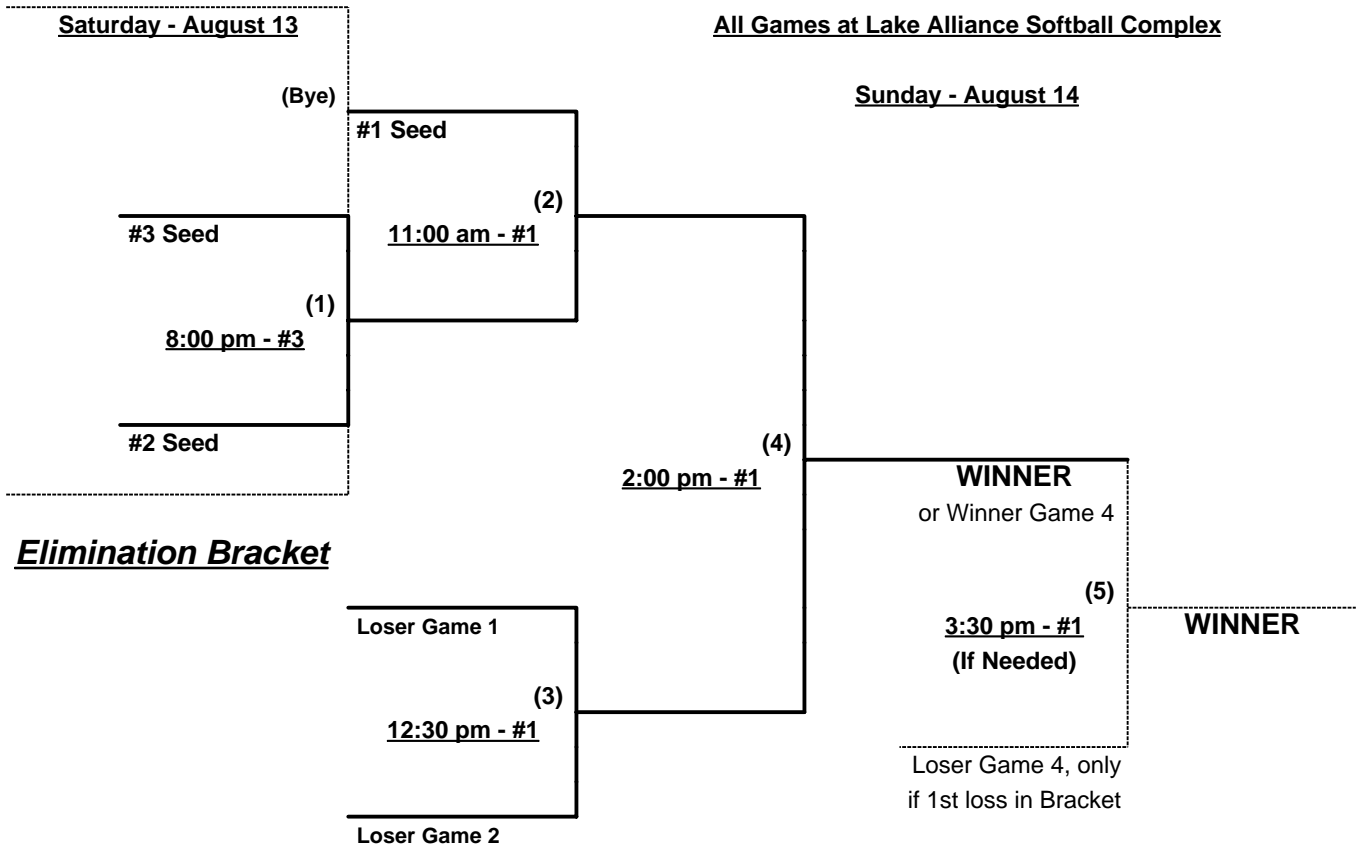 Saturday - August 13
All Games at Lake Alliance Softball Complex
(Bye)
Sunday - August 14
#1 Seed
(2)
#3 Seed
11:00 am - #1
(1)
8:00 pm - #3
#2 Seed
(4)
2:00 pm - #1
WINNER
or Winner Game 4
Elimination Bracket
(5)
Loser Game 1
3:30 pm - #1
WINNER
(If Needed)
(3)
12:30 pm - #1
Loser Game 4, only
if 1st loss in Bracket
Loser Game 2